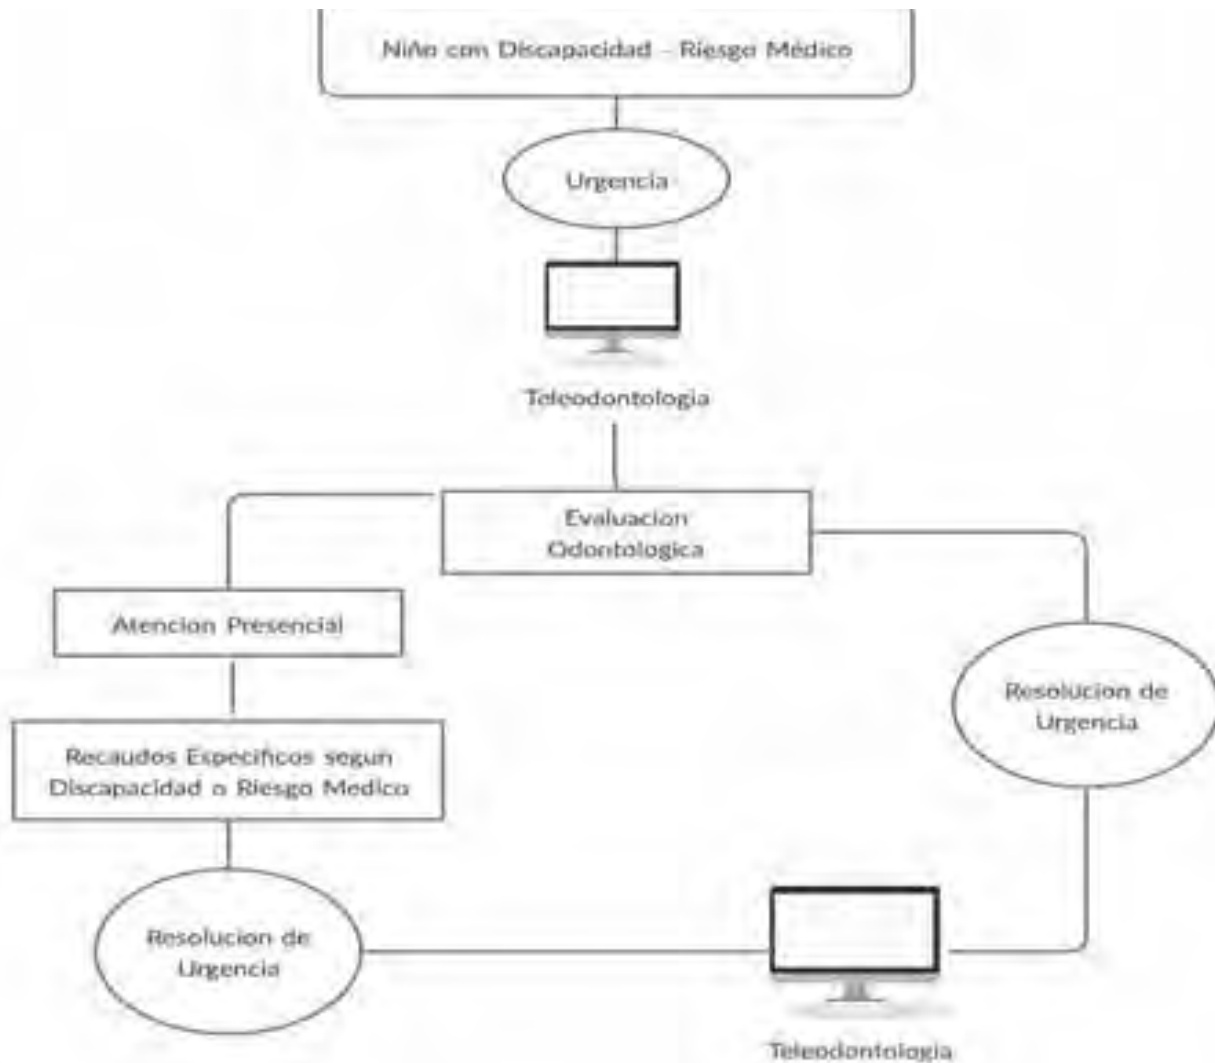 Niño con Discapacidad - Riesgo Médico
Urgencia
Teleodontologia
Evaluacion
Odontologica
Atencion Presencial
Recaudos Especificos segun
Discapacidad o Riesgo Medico
Resolucion de
Urgencia
Resolucion de
Urgencia
Teleodontologia